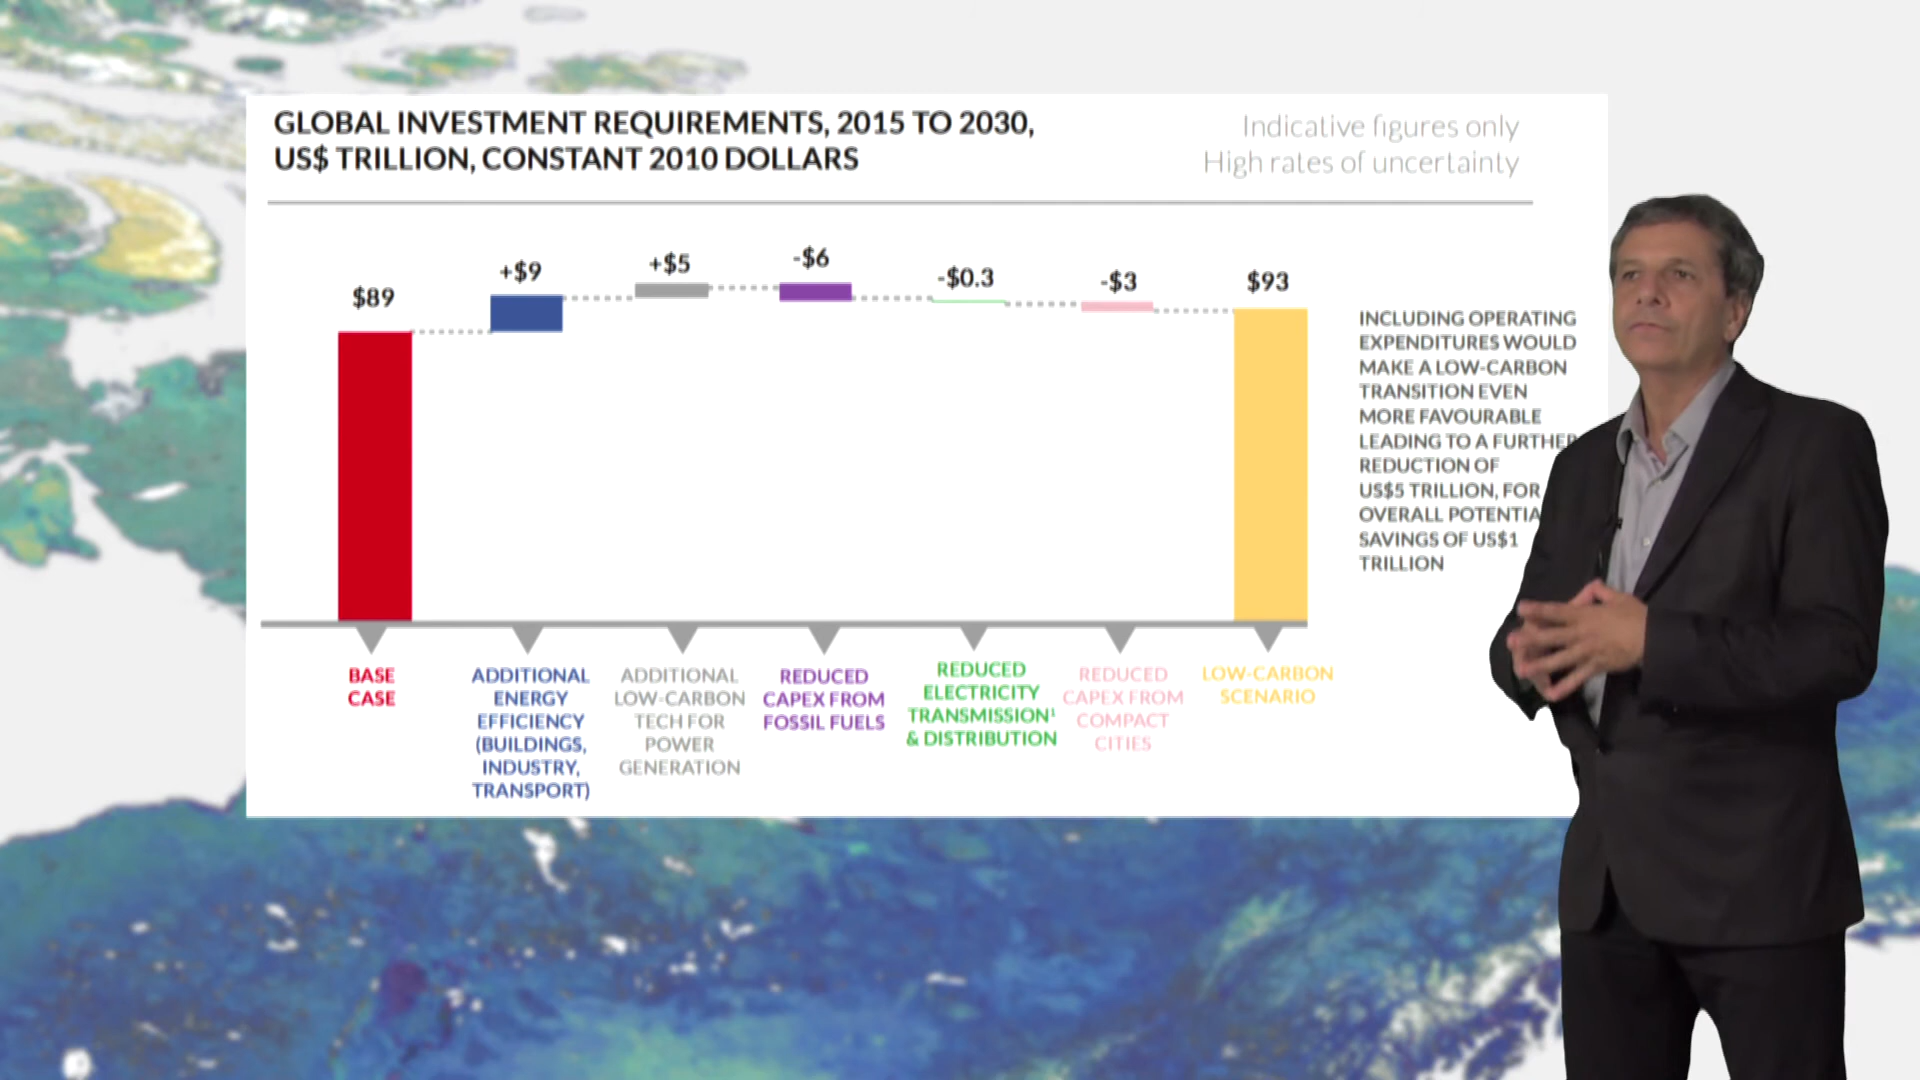 GLOBAL INVESTMENT REQUIREMENTS, 2015 TO 2030,
US$ TRILLION, CONSTANT 2010 DOLLARS
Indicative figures only
High rates of uncertainty
$89
+$9
+$5
-$6
-$0.3
-$3
$93
INCLUDING OPERATING
EXPENDITURES WOULD
MAKE A LOW-CARBON
TRANSITION EVEN
MORE FAVOURABLE
LEADING TO A FURTHER
REDUCTION OF
US$5 TRILLION, FOR
OVERALL POTENTIA
SAVINGS OF US$1
TRILLION
BASE
CASE
ADDITIONAL
ENERGY
EFFICIENCY
(BUILDINGS,
INDUSTRY,
TRANSPORT)
ADDITIONAL
LOW-CARBON
TECH FOR
POWER
GENERATION
REDUCED
CAPEX FROM
FOSSIL FUELS
REDUCED
ELECTRICITY
TRANSMISSION¹
& DISTRIBUTION
REDUCED
CAPEX FROM
COMPACT
CITIES
LOW-CARBON
SCENARIO